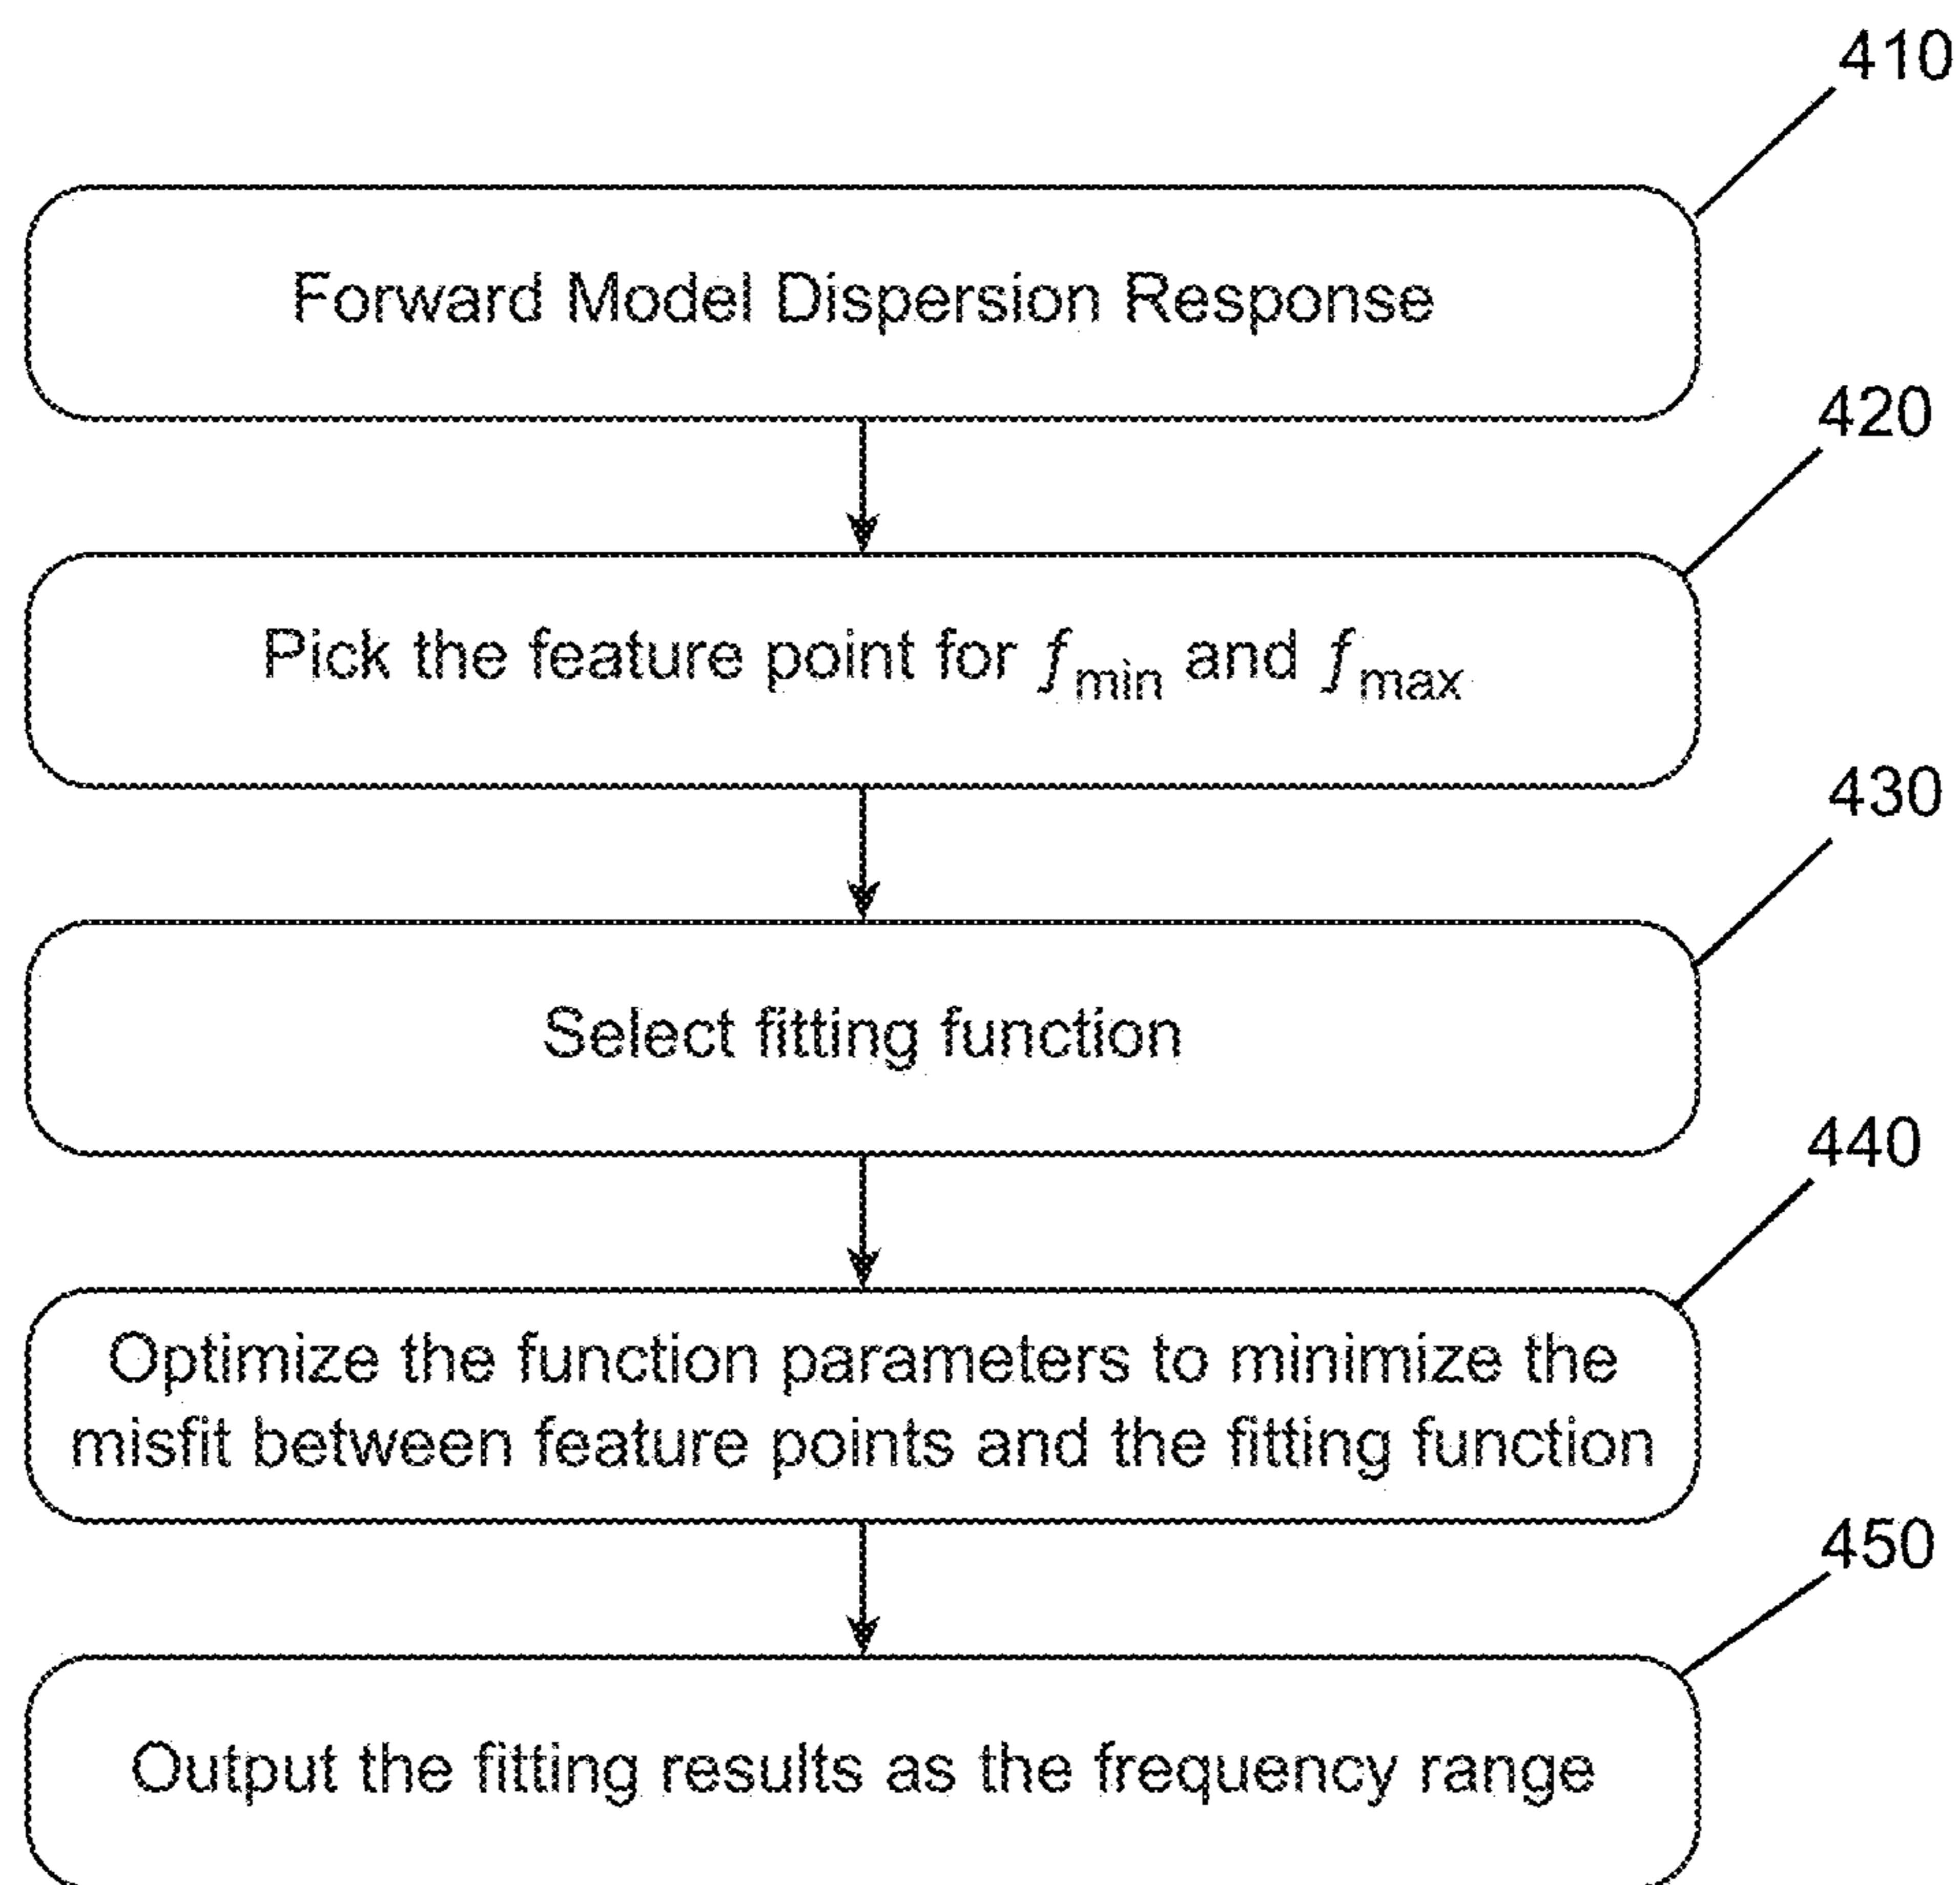 410
Forward Model Dispersion Response
420
Pick the feature point for fmin and fmax
430
Select fitting function
440
Optimize the function parameters to minimize the
misfit between feature points and the fitting function
450
Output the fitting results as the frequency range